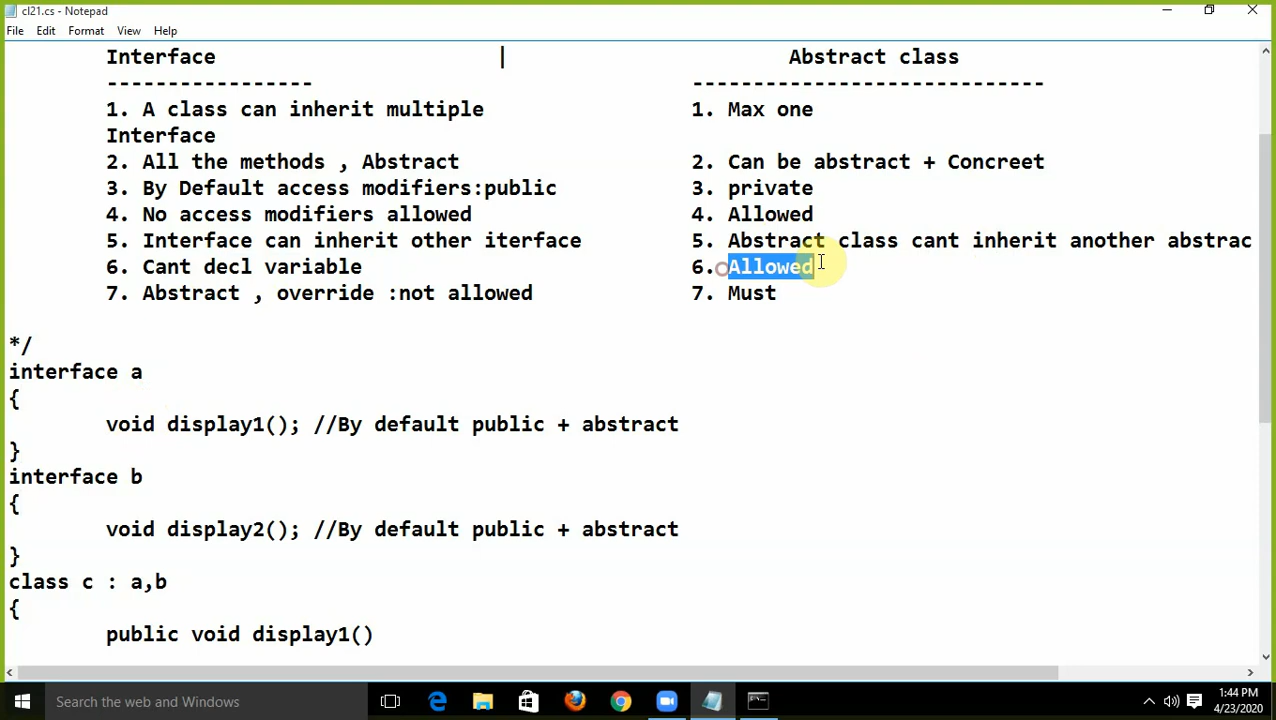 cl21.cs - Notepad
File Edit Format View Help
Interface | Abstract class
----------------- -----------------------------
1. A class can inherit multiple 1. Max one
Interface
2. All the methods , Abstract 2. Can be abstract + Concreet
3. By Default access modifiers:public 3. private
4. No access modifiers allowed 4. Allowed
5. Interface can inherit other iterface 5. Abstract class cant inherit another abstrac
6. Cant decl variable 6. Allowed
7. Abstract , override :not allowed 7. Must
*/
interface a
{
void display1(); //By default public + abstract
}
interface b
{
void display2(); //By default public + abstract
}
class c : a,b
{
public void display1()
Search the web and Windows
1:44 PM
4/23/2020